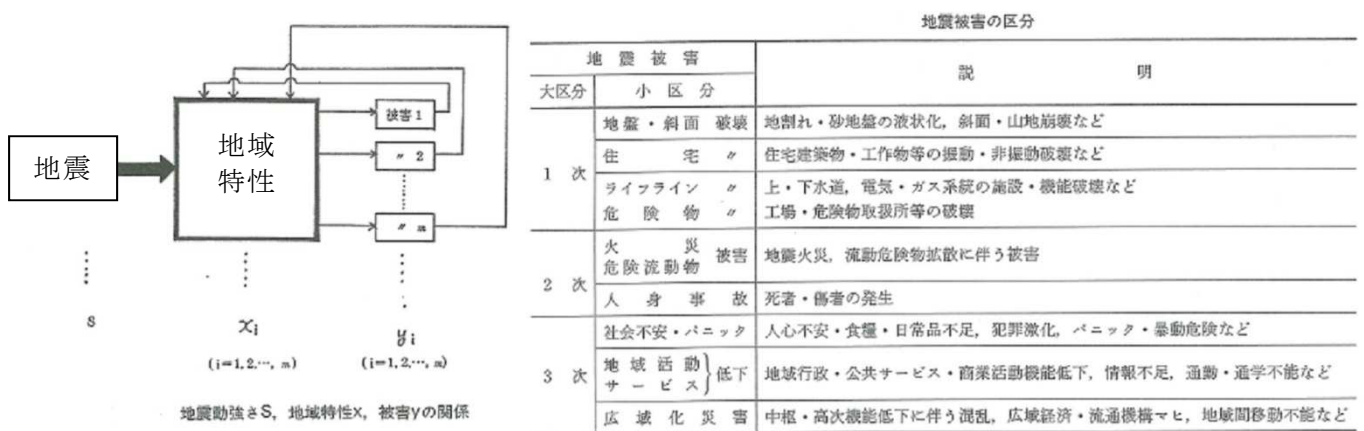 地震
地域
特性
被害1
〃 2
〃 m
s
xi
(i=1,2,…, m)
yi
(i=1,2,…, m)
地震動強さS, 地域特性x, 被害yの関係
地震被害の区分
地震被害
説明
大区分
小区分
1次
地盤・斜面 破壊
地割れ・砂地盤の液状化, 斜面・山地崩壊など
住宅 〃
住宅建築物・工作物等の振動・非振動破壊など
ライフライン 〃
上・下水道, 電気・ガス系統の施設・機能破壊など
危険物 〃
工場・危険物取扱所等の破壊
2次
火災
危険流動物
被害
地震火災, 流動危険物拡散に伴う被害
人身事故
死者・傷者の発生
3次
社会不安・パニック
人心不安・食糧・日常品不足, 犯罪激化, パニック・暴動危険など
地域活動
サービス
}低下
地域行政・公共サービス・商業活動機能低下, 情報不足, 通勤・通学不能など
広域化災害
中枢・高次機能低下に伴う混乱, 広域経済・流通機構マヒ, 地域間移動不能など